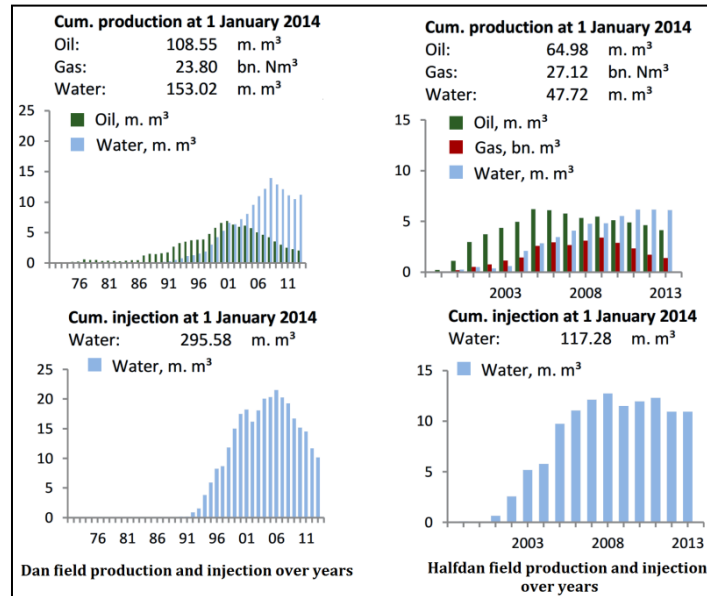 Cum. production at 1 January 2014
Oil: 108.55 m. m³
Gas: 23.80 bn. Nm³
Water: 153.02 m. m³
25
20
15
10
5
0
Oil, m. m³
Water, m. m³
76 81 86 91 96 01 06 11
Cum. production at 1 January 2014
Oil: 64.98 m. m³
Gas: 27.12 bn. Nm³
Water: 47.72 m. m³
15
10
5
0
Oil, m. m³
Gas, bn. m³
Water, m. m³
2003 2008 2013
Cum. injection at 1 January 2014
Water: 295.58 m. m³
Water, m. m³
25
20
15
10
5
0
76 81 86 91 96 01 06 11
Dan field production and injection over years
Cum. injection at 1 January 2014
Water: 117.28 m. m³
Water, m. m³
15
10
5
0
2003 2008 2013
Halfdan field production and injection
over years